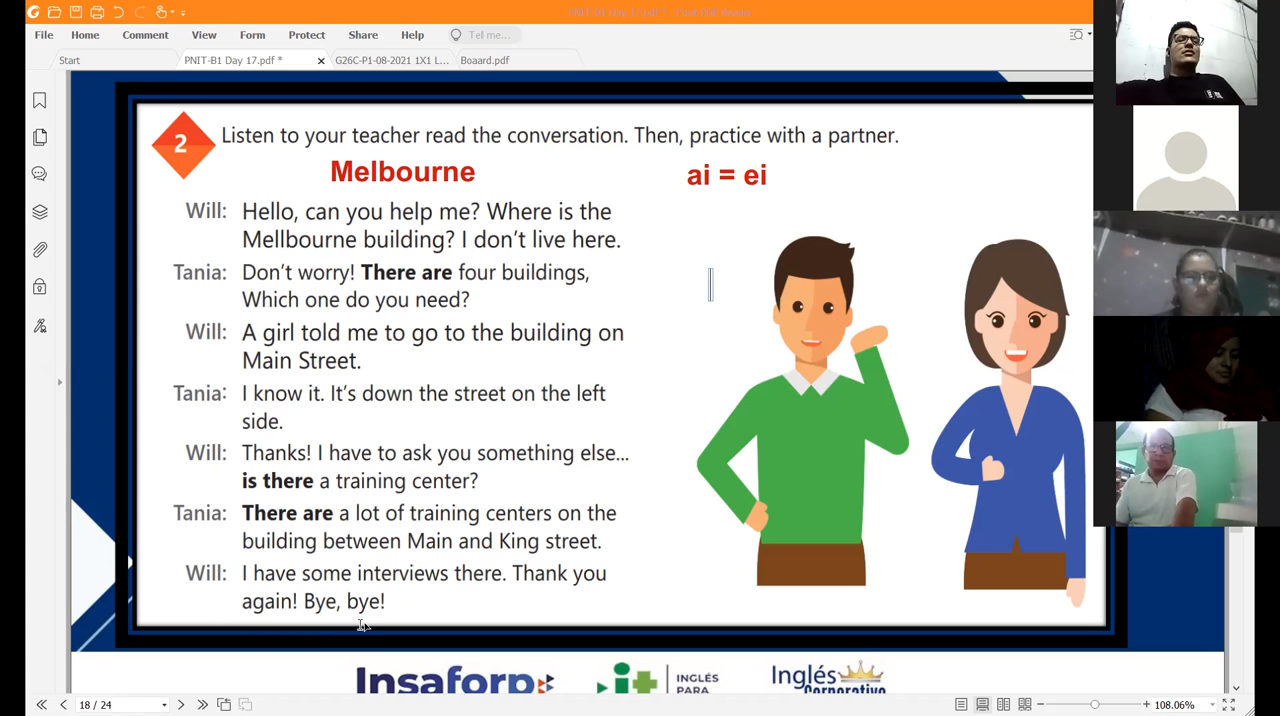 File Home Comment View Form Protect Share Help Tell me...
Start PNIT-B1 Day 17.pdf * G26C-P1-08-2021 1X1 L... Boaard.pdf
2 Listen to your teacher read the conversation. Then, practice with a partner.
Melbourne ai = ei
Will: Hello, can you help me? Where is the
Mellbourne building? I don't live here.
Tania: Don't worry! There are four buildings,
Which one do you need?
Will: A girl told me to go to the building on
Main Street.
Tania: I know it. It's down the street on the left
side.
Will: Thanks! I have to ask you something else...
is there a training center?
Tania: There are a lot of training centers on the
building between Main and King street.
Will: I have some interviews there. Thank you
again! Bye, bye!
Insaforp it INGLÉS Inglés
PARA Corporativo
18 / 24 108.06%